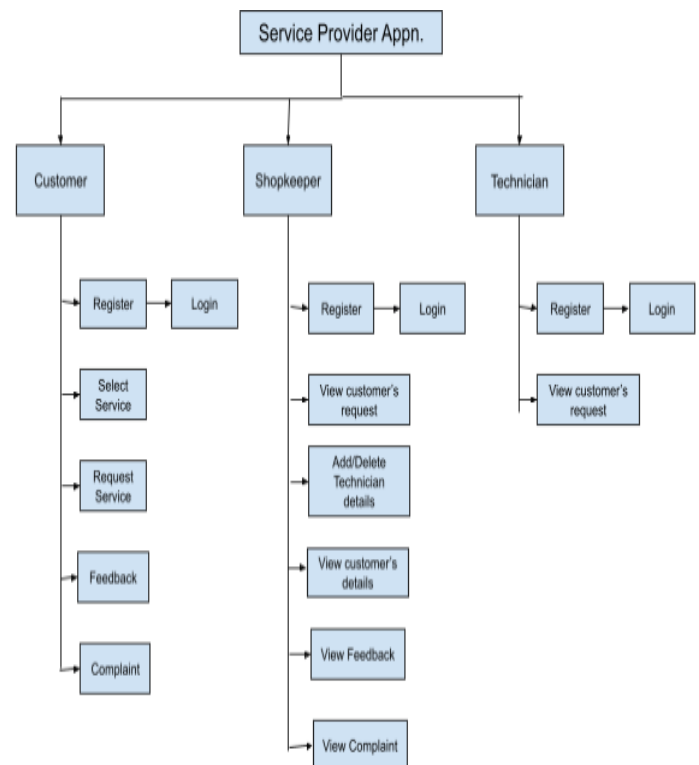 Service Provider Appn.
Customer
Shopkeeper
Technician
Register
Login
Select
Service
Request
Service
Feedback
Complaint
Register
Login
View customer's
request
Add/Delete
Technician
details
View customer's
details
View Feedback
View Complaint
Register
Login
View customer's
request